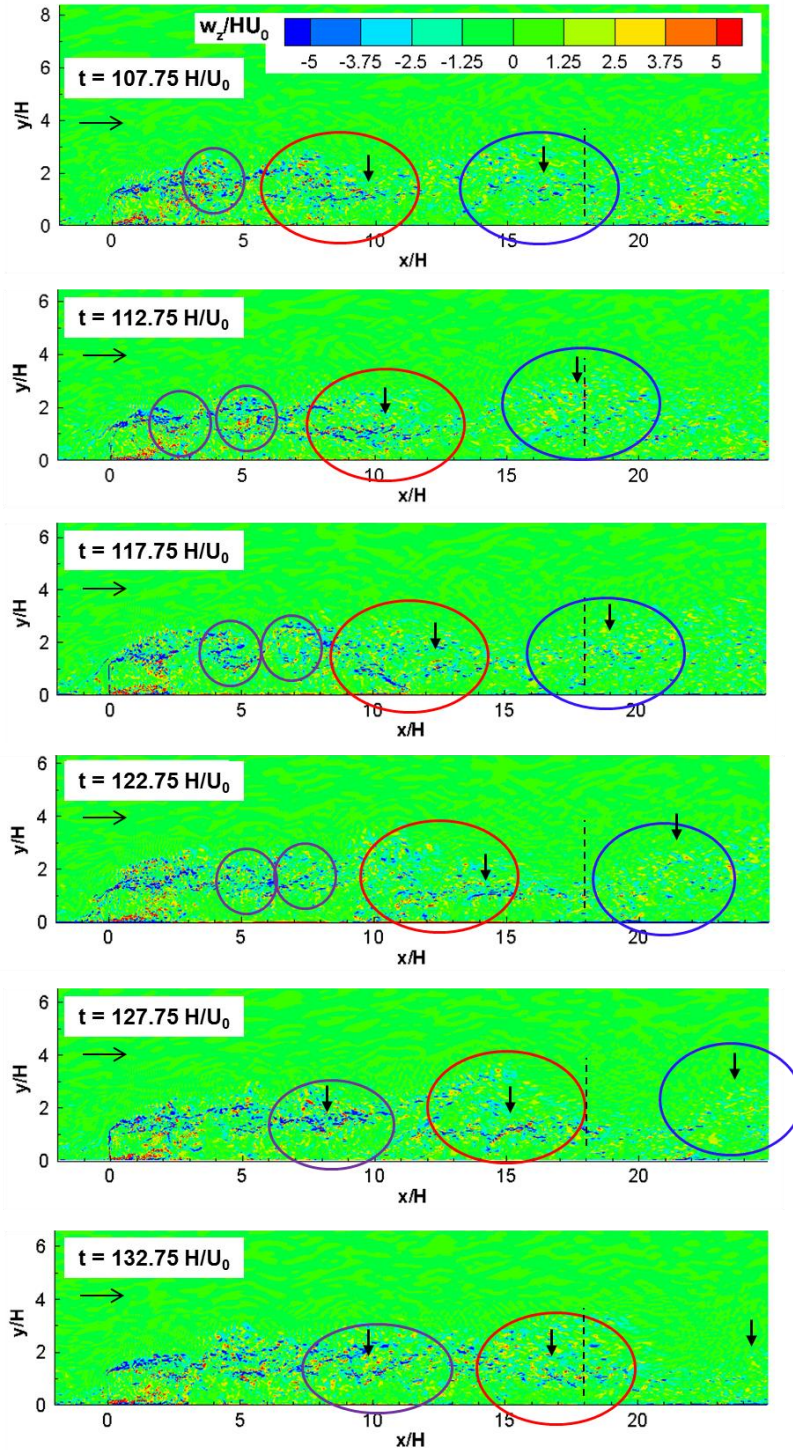 w_z/HU_0
-5 -3.75 -2.5 -1.25 0 1.25 2.5 3.75 5
t = 107.75 H/U_0
y/H
8
6
4
2
0
0 5 10 15 20
x/H
t = 112.75 H/U_0
y/H
6
4
2
0
0 5 10 15 20
x/H
t = 117.75 H/U_0
y/H
6
4
2
0
0 5 10 15 20
x/H
t = 122.75 H/U_0
y/H
6
4
2
0
0 5 10 15 20
x/H
t = 127.75 H/U_0
y/H
6
4
2
0
0 5 10 15 20
x/H
t = 132.75 H/U_0
y/H
6
4
2
0
0 5 10 15 20
x/H